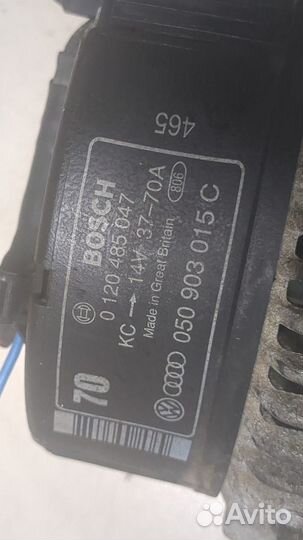 465
BOSCH
0 120 485 047
KC → 14V 37-70A
Made in Great Britain
806
70
050 903 015 C
Avito